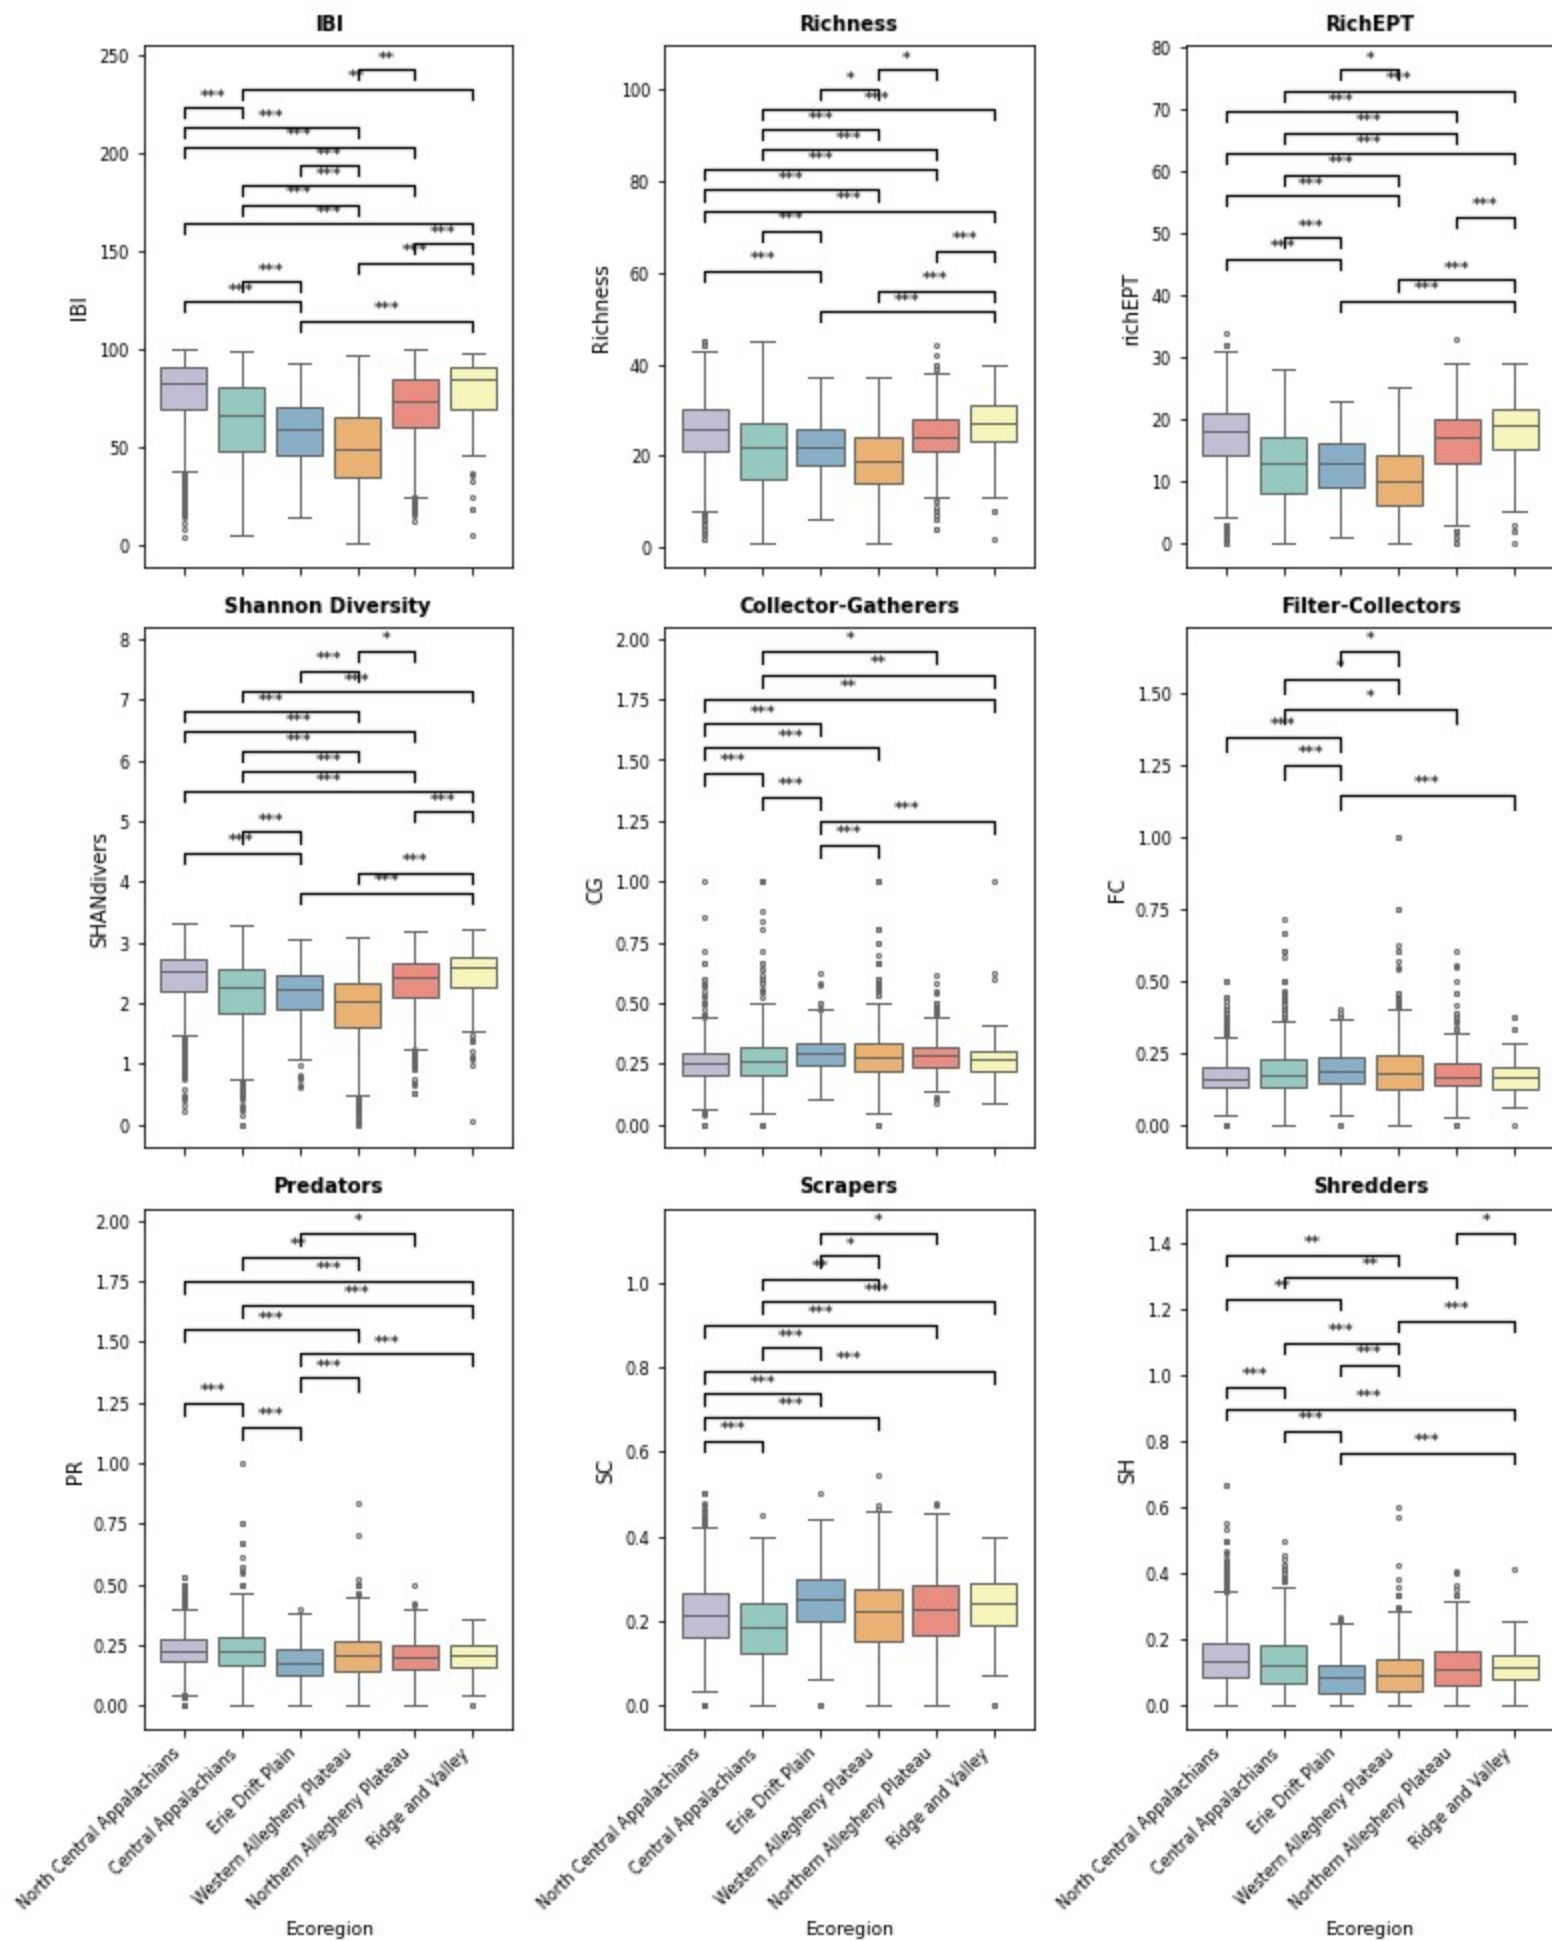 IBI
Richness
RichEPT
250
200
150
100
50
0
IBI
** ** *** *** *** *** *** *** *** *** *** *** *** ***
100
80
60
40
20
0
Richness
* * *** *** *** *** *** *** *** *** *** *** ***
80
70
60
50
40
30
20
10
0
richEPT
* *** *** *** *** *** *** *** *** *** *** ***
Shannon Diversity
Collector-Gatherers
Filter-Collectors
8
7
6
5
4
3
2
1
0
SHANdivers
* *** *** *** *** *** *** *** *** *** *** *** ***
2.00
1.75
1.50
1.25
1.00
0.75
0.50
0.25
0.00
CG
* ** ** *** *** *** *** *** ***
1.50
1.25
1.00
0.75
0.50
0.25
0.00
FC
* * * *** *** ***
Predators
Scrapers
Shredders
2.00
1.75
1.50
1.25
1.00
0.75
0.50
0.25
0.00
PR
* ** *** *** *** *** *** *** ***
1.0
0.8
0.6
0.4
0.2
0.0
SC
* * ** *** *** *** *** *** *** ***
1.4
1.2
1.0
0.8
0.6
0.4
0.2
0.0
SH
* ** ** ** *** *** *** *** *** *** ***
North Central Appalachians
Central Appalachians
Erie Drift Plain
Western Allegheny Plateau
Northern Allegheny Plateau
Ridge and Valley
Ecoregion
North Central Appalachians
Central Appalachians
Erie Drift Plain
Western Allegheny Plateau
Northern Allegheny Plateau
Ridge and Valley
Ecoregion
North Central Appalachians
Central Appalachians
Erie Drift Plain
Western Allegheny Plateau
Northern Allegheny Plateau
Ridge and Valley
Ecoregion